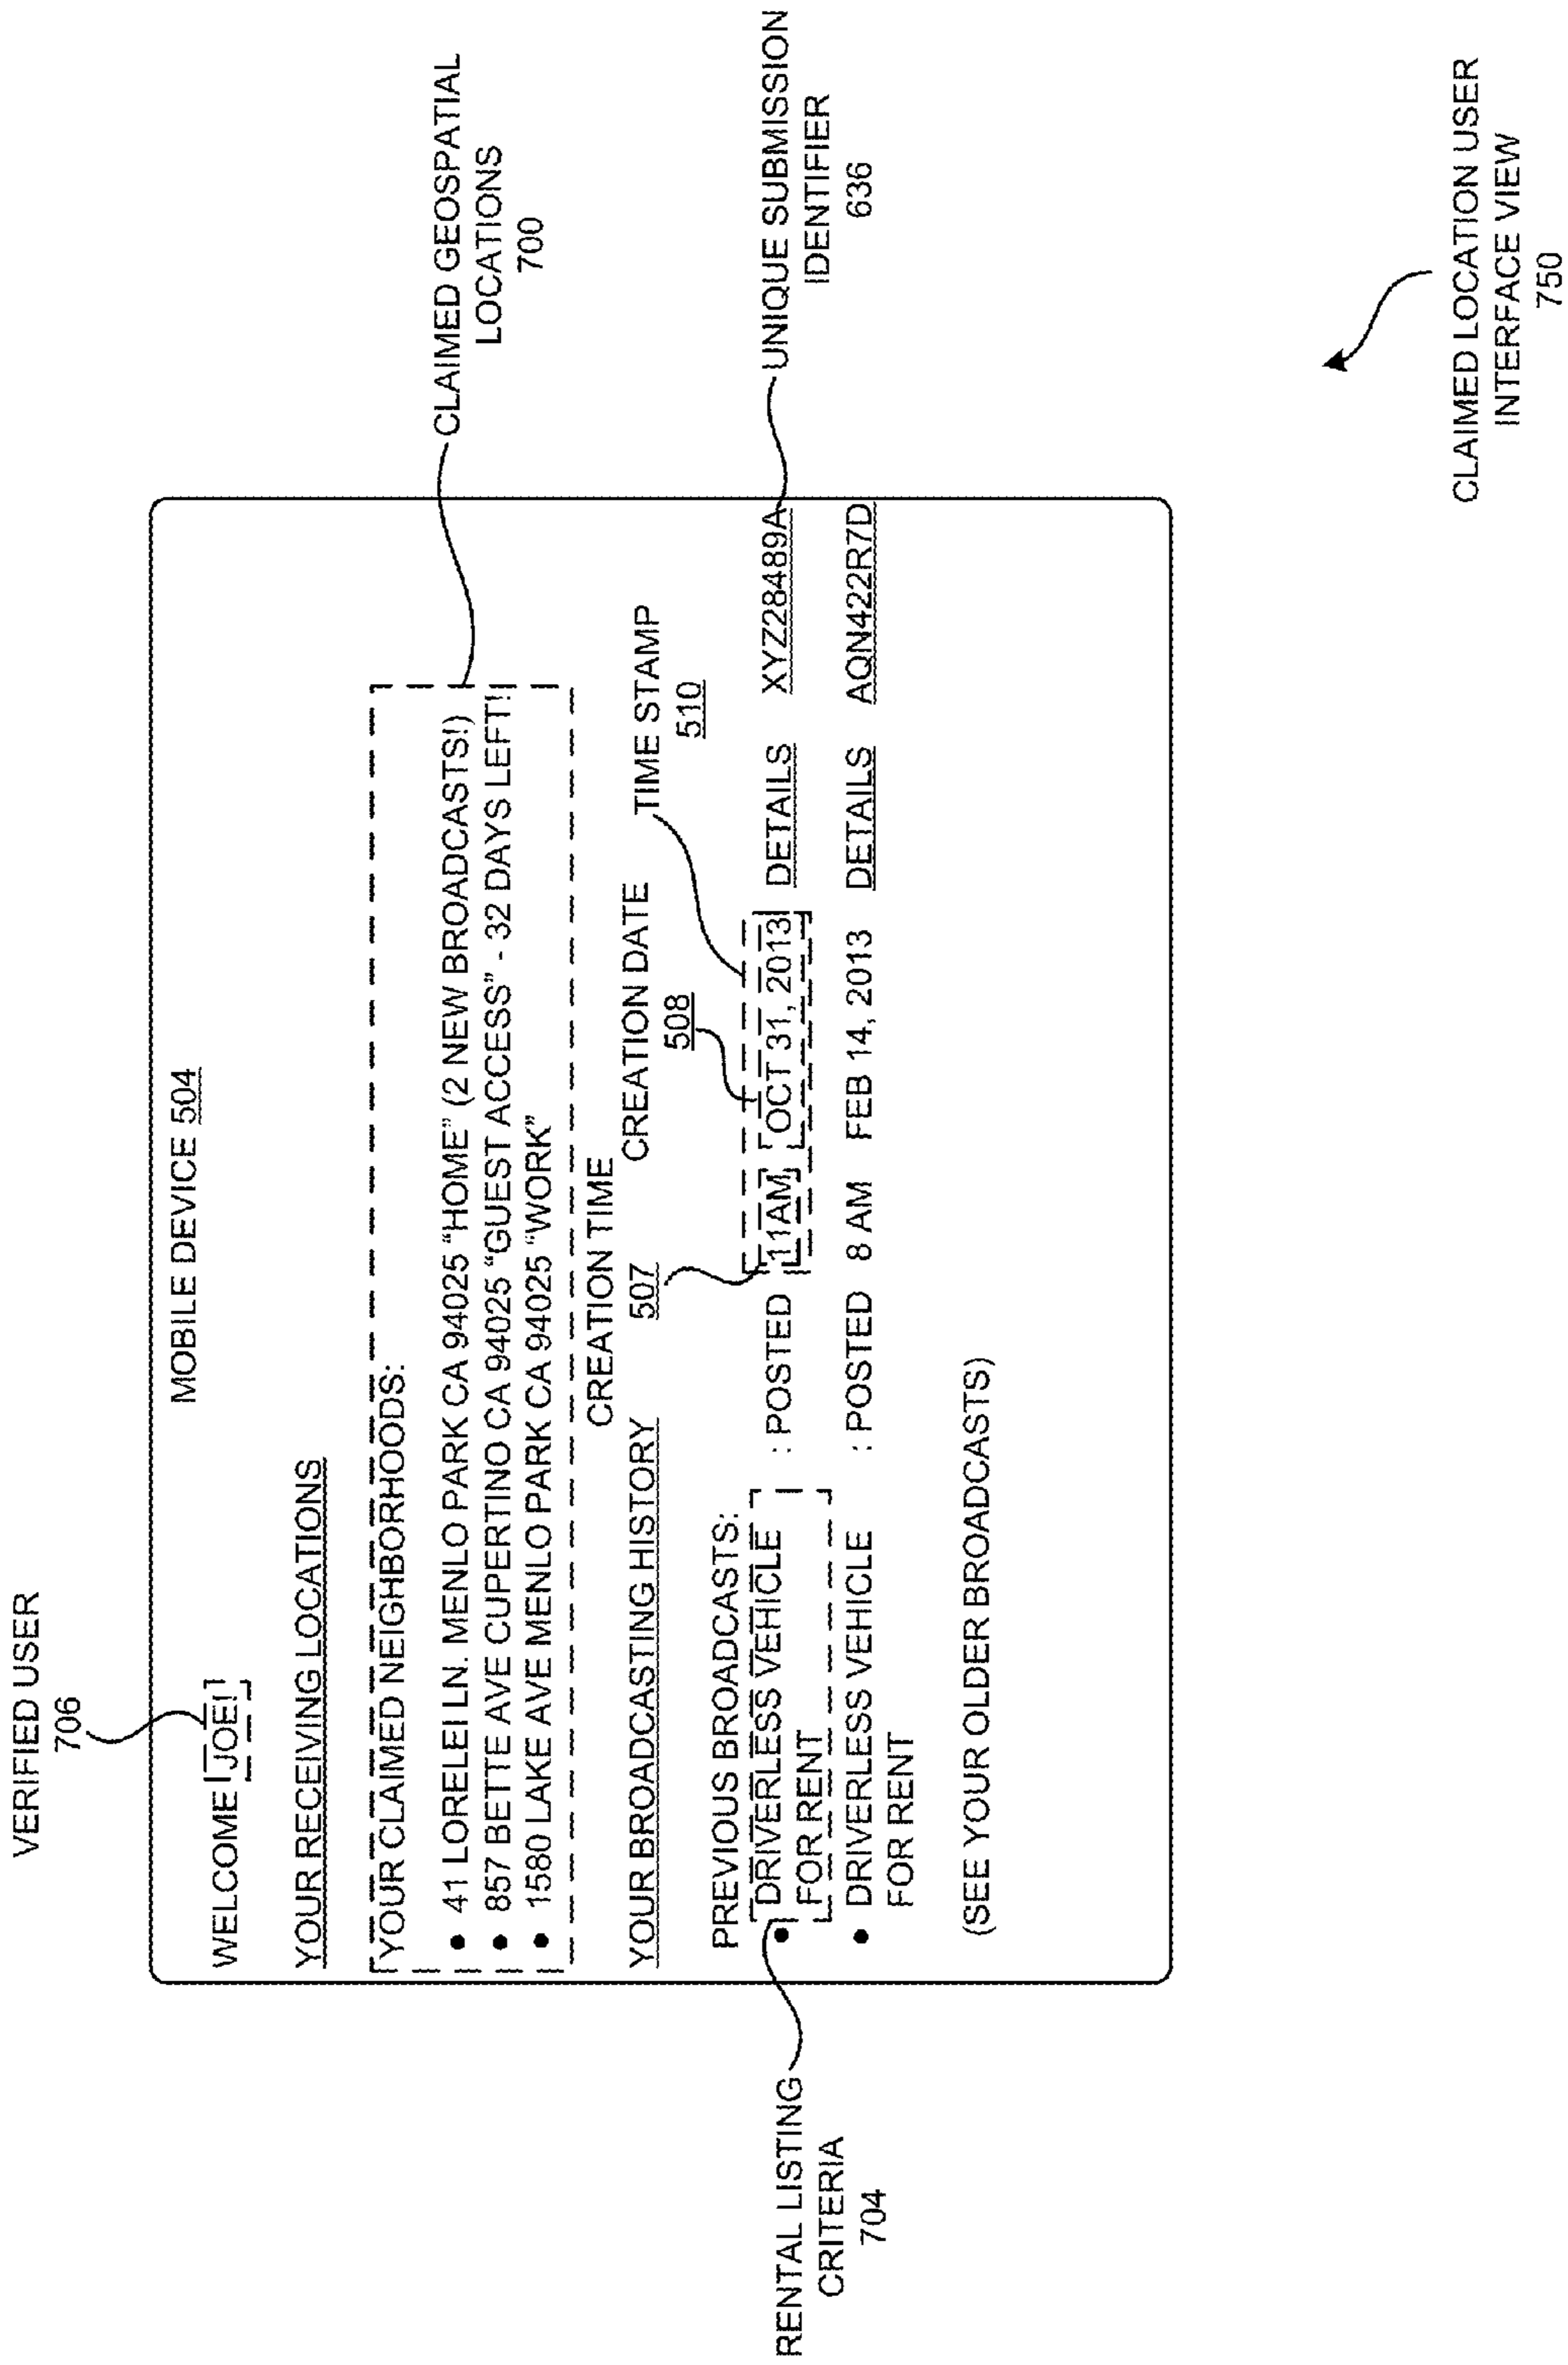 VERIFIED USER
706
MOBILE DEVICE 504
WELCOME JOE!
YOUR RECEIVING LOCATIONS
YOUR CLAIMED NEIGHBORHOODS:
• 41 LORELEI LN. MENLO PARK CA 94025 “HOME” (2 NEW BROADCASTS!)
• 857 BETTE AVE CUPERTINO CA 94025 “GUEST ACCESS” - 32 DAYS LEFT!
• 1580 LAKE AVE MENLO PARK CA 94025 “WORK”
CLAIMED GEOSPATIAL
LOCATIONS
700
YOUR BROADCASTING HISTORY
CREATION TIME
507
CREATION DATE
508
TIME STAMP
510
PREVIOUS BROADCASTS:
• DRIVERLESS VEHICLE : POSTED 11AM OCT 31, 2013 DETAILS XYZ28489A
FOR RENT
• DRIVERLESS VEHICLE : POSTED 8 AM FEB 14, 2013 DETAILS AQN422R7D
FOR RENT
(SEE YOUR OLDER BROADCASTS)
UNIQUE SUBMISSION
IDENTIFIER
636
RENTAL LISTING
CRITERIA
704
CLAIMED LOCATION USER
INTERFACE VIEW
750